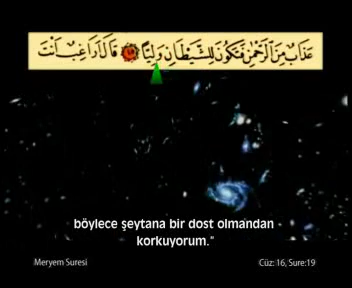 عَذَابٌ مِنَ الرَّحْمٰنِ فَتَكُونَ لِلشَّيْطَانِ وَلِيًّا ٤٥ قَالَ اَرَاغِبٌ اَنْتَ
böylece şeytana bir dost olmandan
korkuyorum."
Meryem Suresi
Cüz: 16, Sure:19